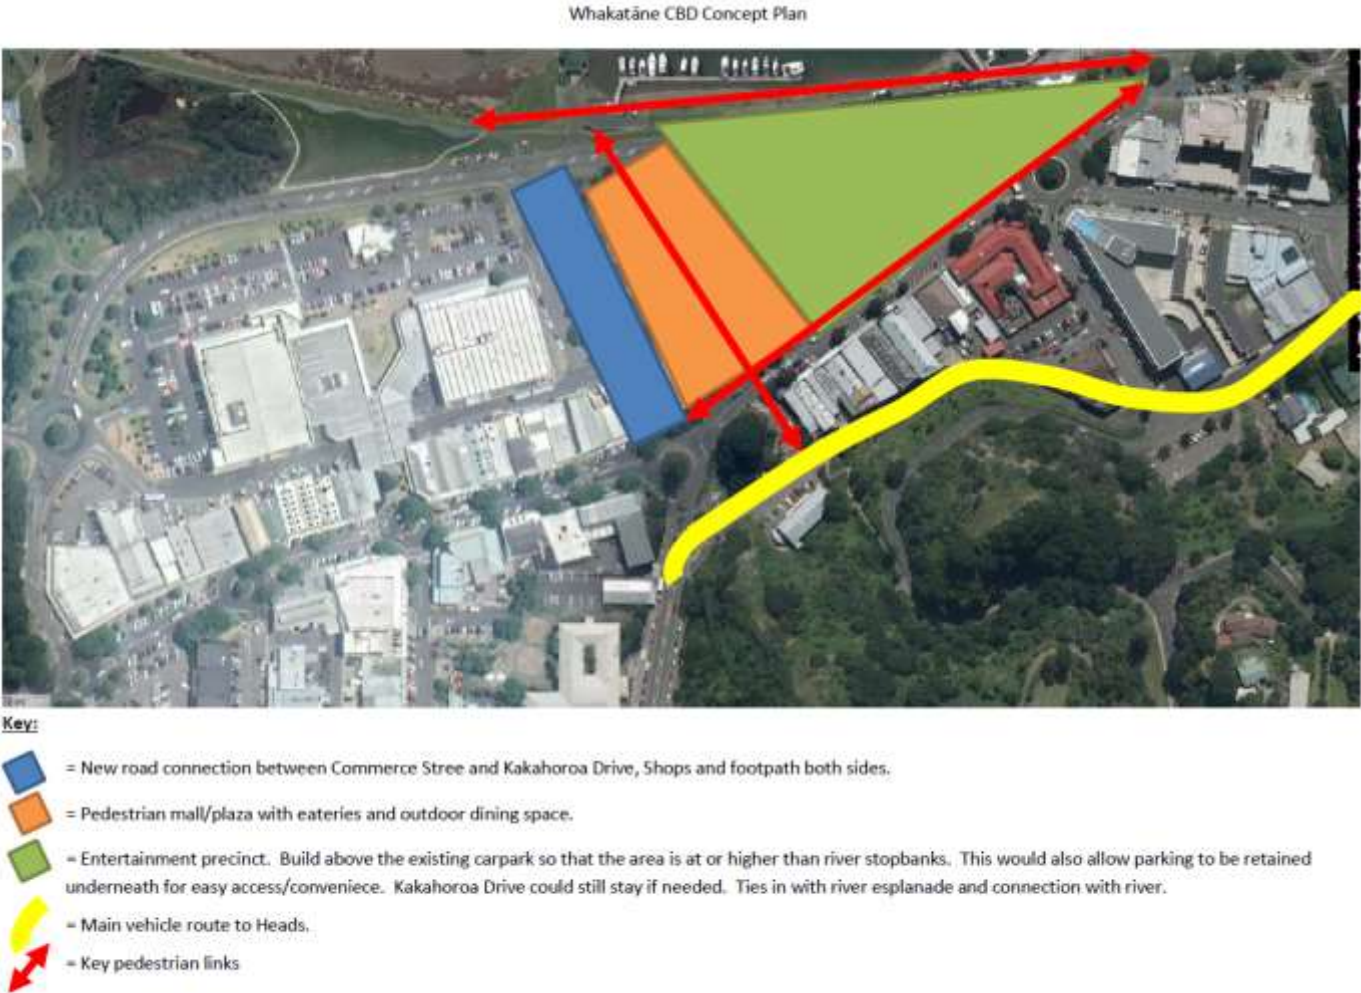 Whakatāne CBD Concept Plan
Key:
= New road connection between Commerce Stree and Kakahoroa Drive, Shops and footpath both sides.
= Pedestrian mall/plaza with eateries and outdoor dining space.
= Entertainment precinct. Build above the existing carpark so that the area is at or higher than river stopbanks. This would also allow parking to be retained
underneath for easy access/conveniece. Kakahoroa Drive could still stay if needed. Ties in with river esplanade and connection with river.
= Main vehicle route to Heads.
= Key pedestrian links